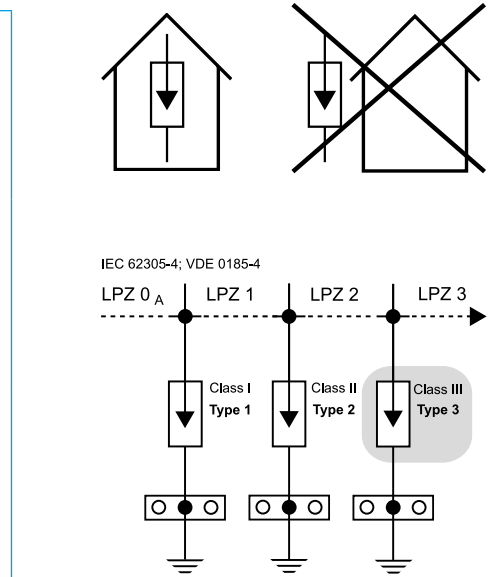 IEC 62305-4; VDE 0185-4
LPZ 0 A LPZ 1 LPZ 2 LPZ 3
Class I Class II Class III
Type 1 Type 2 Type 3